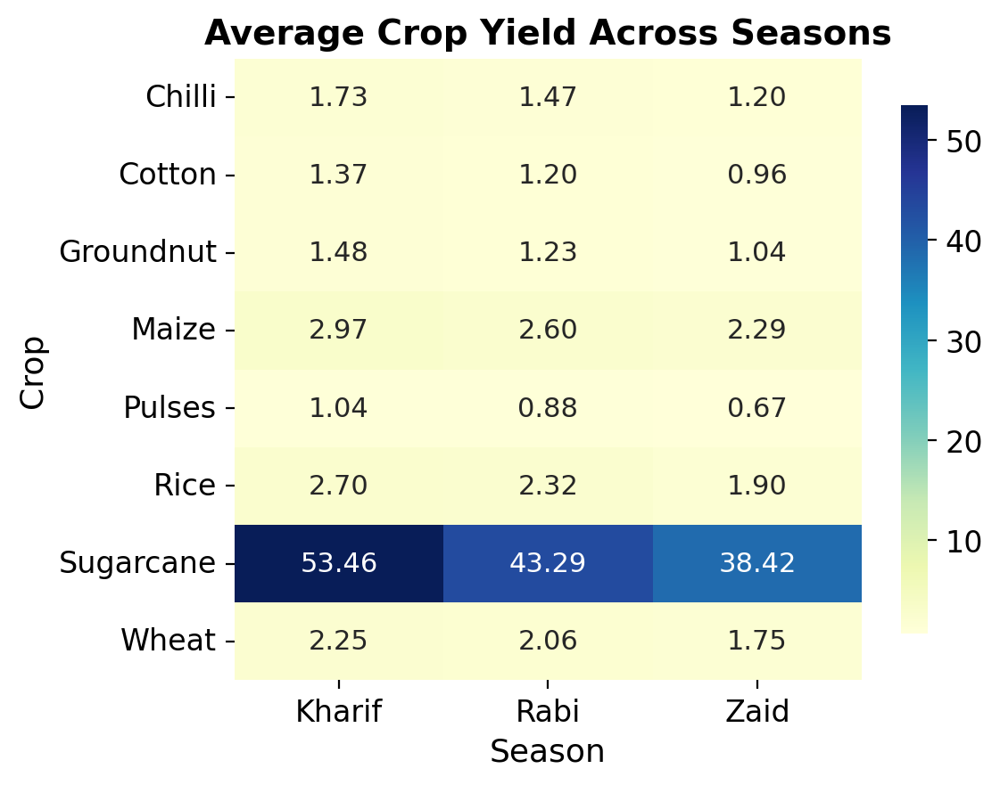 Average Crop Yield Across Seasons
Crop
Chilli 1.73 1.47 1.20
Cotton 1.37 1.20 0.96
Groundnut 1.48 1.23 1.04
Maize 2.97 2.60 2.29
Pulses 1.04 0.88 0.67
Rice 2.70 2.32 1.90
Sugarcane 53.46 43.29 38.42
Wheat 2.25 2.06 1.75
Kharif Rabi Zaid
Season
50
40
30
20
10